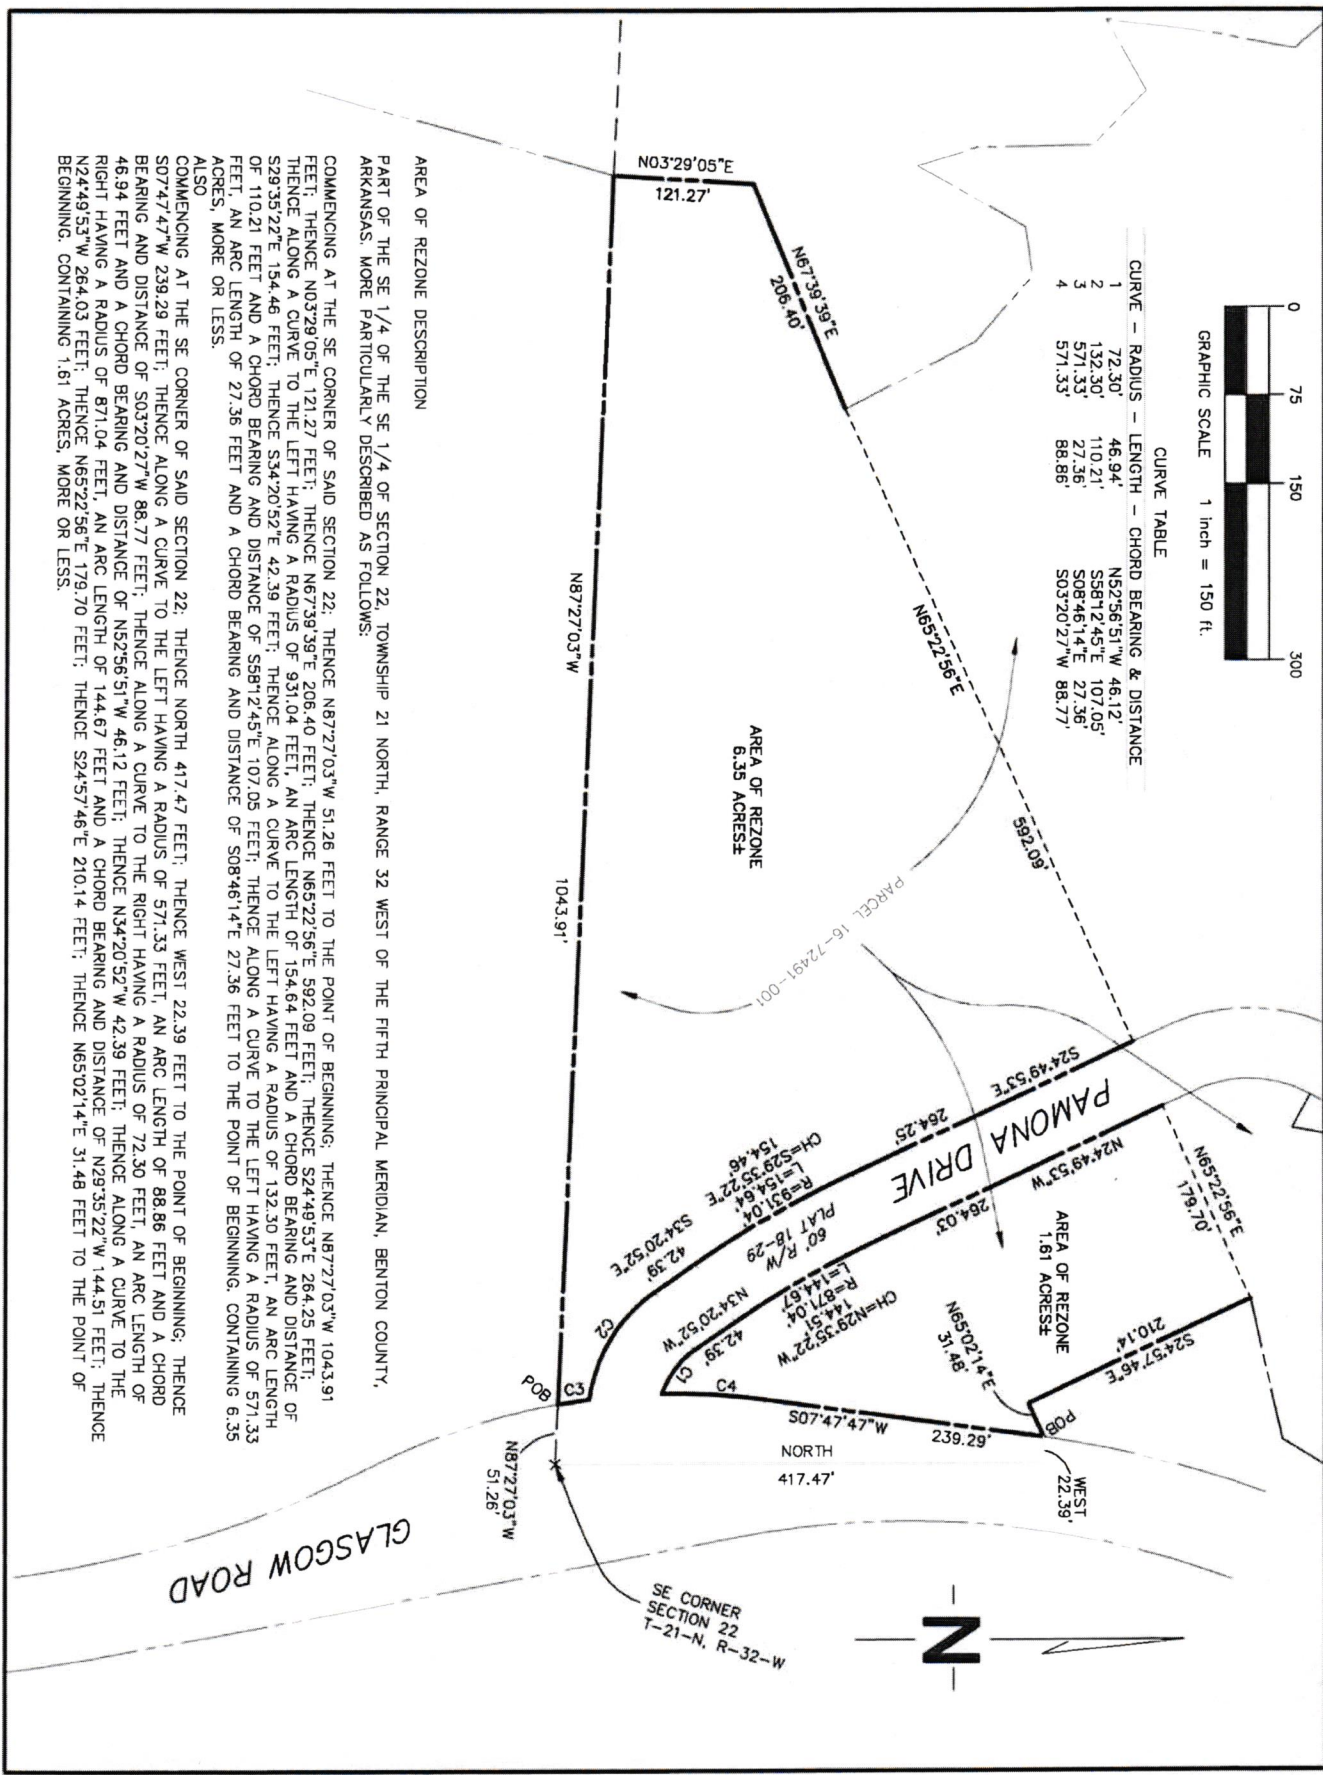 0 75 150 300
GRAPHIC SCALE 1 inch = 150 ft.
CURVE TABLE
CURVE – RADIUS – LENGTH – CHORD BEARING & DISTANCE
1 72.30' 46.94' N52°56'51"W 46.12'
2 132.30' 110.21' S58°12'45"E 107.05'
3 571.33' 27.36' S08°46'14"E 27.36'
4 571.33' 88.86' S03°20'27"W 88.77'
N03°29'05"E
121.27'
N67°39'39"E
206.40'
N65°22'56"E
592.09'
AREA OF REZONE
6.35 ACRES±
PARCEL 16-72491-001
N87°27'03"W
1043.91'
S24°49'53"E
264.25'
PAMONA DRIVE
60' R/W
PLAT 18-29
N24°49'53"W
264.03'
R=931.04'
L=154.64'
CH=S29°35'22"E
154.46'
S34°20'52"E
42.39'
CH=N29°35'22"W
144.51'
R=871.04'
L=144.67'
N34°20'52"W
42.39'
C1
C2
C3
C4
POB
N65°22'56"E
179.70'
AREA OF REZONE
1.61 ACRES±
N65°02'14"E
31.48'
210.14'
S24°57'46"E
POB
S07°47'47"W
239.29'
NORTH
417.47'
WEST
22.39'
N87°27'03"W
51.26'
GLASGOW ROAD
SE CORNER
SECTION 22
T-21-N, R-32-W
N
AREA OF REZONE DESCRIPTION
PART OF THE SE 1/4 OF THE SE 1/4 OF SECTION 22, TOWNSHIP 21 NORTH, RANGE 32 WEST OF THE FIFTH PRINCIPAL MERIDIAN, BENTON COUNTY,
ARKANSAS. MORE PARTICULARLY DESCRIBED AS FOLLOWS:
COMMENCING AT THE SE CORNER OF SAID SECTION 22; THENCE N87°27'03"W 51.26 FEET TO THE POINT OF BEGINNING; THENCE N87°27'03"W 1043.91
FEET; THENCE N03°29'05"E 121.27 FEET; THENCE N67°39'39"E 206.40 FEET; THENCE N65°22'56"E 592.09 FEET; THENCE S24°49'53"E 264.25 FEET;
THENCE ALONG A CURVE TO THE LEFT HAVING A RADIUS OF 931.04 FEET, AN ARC LENGTH OF 154.64 FEET AND A CHORD BEARING AND DISTANCE OF
S29°35'22"E 154.46 FEET; THENCE S34°20'52"E 42.39 FEET; THENCE ALONG A CURVE TO THE LEFT HAVING A RADIUS OF 132.30 FEET, AN ARC LENGTH
OF 110.21 FEET AND A CHORD BEARING AND DISTANCE OF S58°12'45"E 107.05 FEET; THENCE ALONG A CURVE TO THE LEFT HAVING A RADIUS OF 571.33
FEET, AN ARC LENGTH OF 27.36 FEET AND A CHORD BEARING AND DISTANCE OF S08°46'14"E 27.36 FEET TO THE POINT OF BEGINNING. CONTAINING 6.35
ACRES, MORE OR LESS.
ALSO
COMMENCING AT THE SE CORNER OF SAID SECTION 22; THENCE NORTH 417.47 FEET; THENCE WEST 22.39 FEET TO THE POINT OF BEGINNING; THENCE
S07°47'47"W 239.29 FEET; THENCE ALONG A CURVE TO THE LEFT HAVING A RADIUS OF 571.33 FEET, AN ARC LENGTH OF 88.86 FEET AND A CHORD
BEARING AND DISTANCE OF S03°20'27"W 88.77 FEET; THENCE ALONG A CURVE TO THE RIGHT HAVING A RADIUS OF 72.30 FEET, AN ARC LENGTH OF
46.94 FEET AND A CHORD BEARING AND DISTANCE OF N52°56'51"W 46.12 FEET; THENCE N34°20'52"W 42.39 FEET; THENCE ALONG A CURVE TO THE
RIGHT HAVING A RADIUS OF 871.04 FEET, AN ARC LENGTH OF 144.67 FEET AND A CHORD BEARING AND DISTANCE OF N29°35'22"W 144.51 FEET; THENCE
N24°49'53"W 264.03 FEET; THENCE N65°22'56"E 179.70 FEET; THENCE S24°57'46"E 210.14 FEET; THENCE N65°02'14"E 31.48 FEET TO THE POINT OF
BEGINNING. CONTAINING 1.61 ACRES, MORE OR LESS.